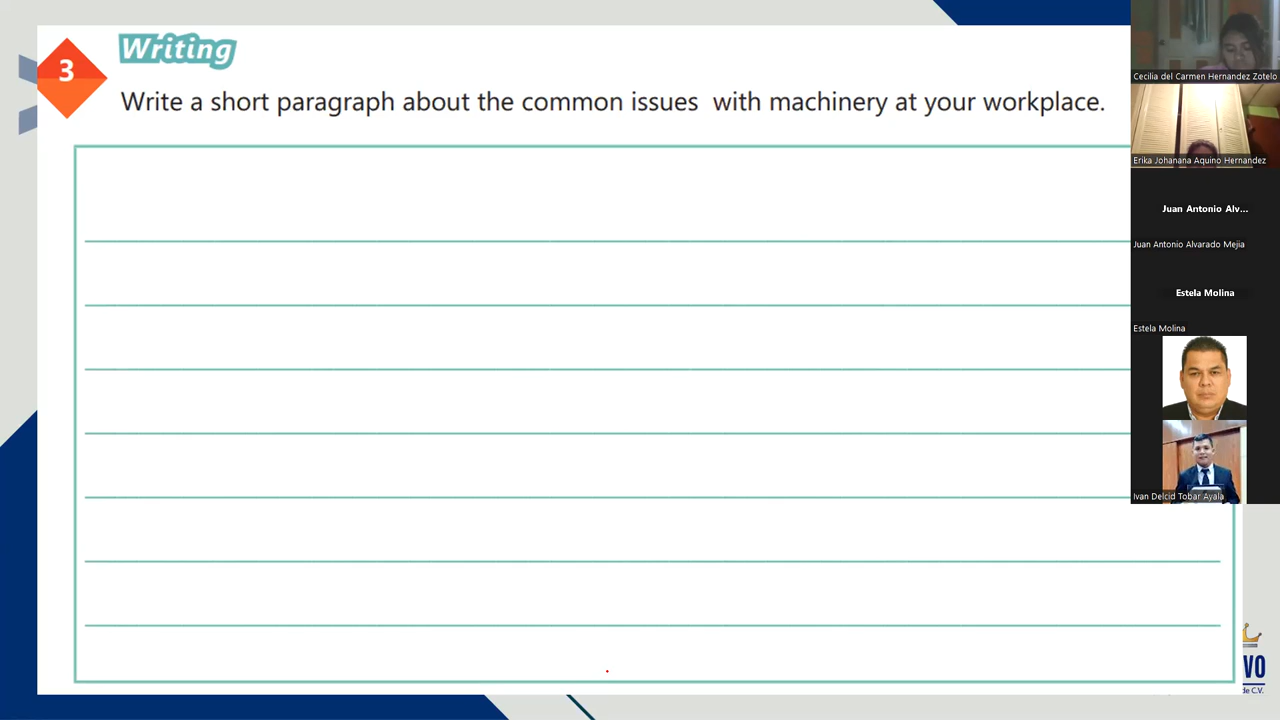 3
Writing
Write a short paragraph about the common issues with machinery at your workplace.
Cecilia del Carmen Hernandez Zotelo
Erika Johanana Aquino Hernandez
Juan Antonio Alv...
Juan Antonio Alvarado Mejia
Estela Molina
Estela Molina
Ivan Delcid Tobar Ayala
VO
de C.V.